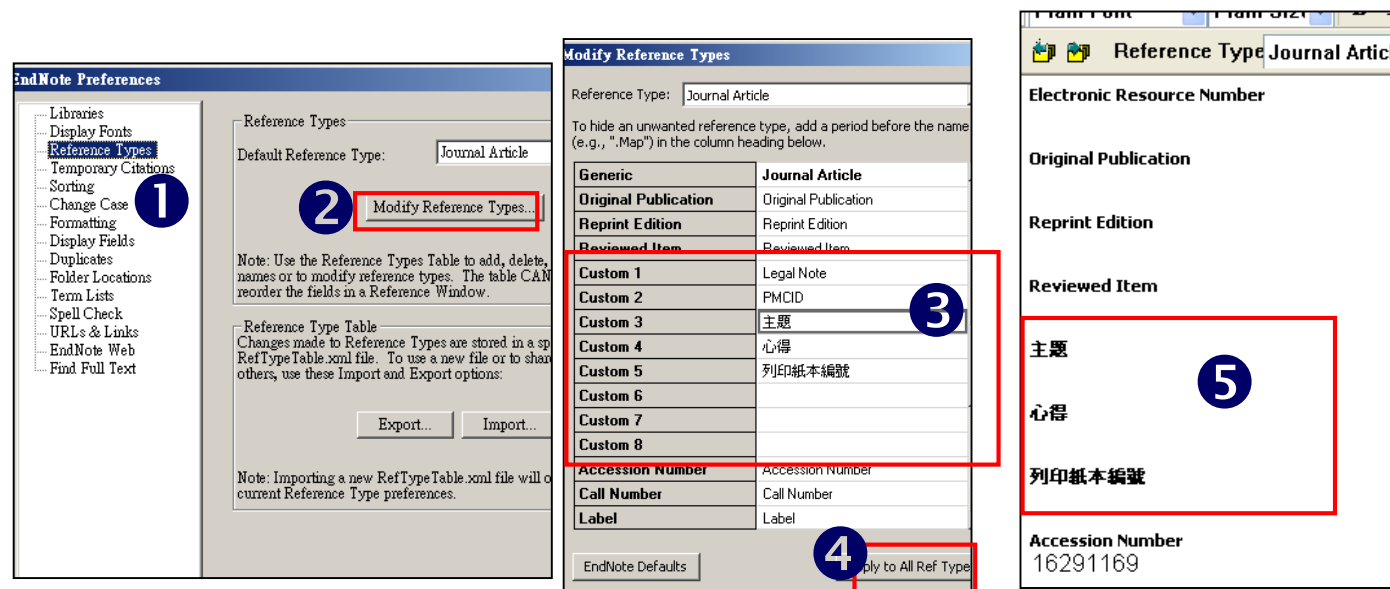 EndNote Preferences
Libraries
Display Fonts
Reference Types
Temporary Citations
Sorting
Change Case
Formatting
Display Fields
Duplicates
Folder Locations
Term Lists
Spell Check
URLs & Links
EndNote Web
Find Full Text
1
Reference Types
Default Reference Type: Journal Article
2
Modify Reference Types...
Note: Use the Reference Types Table to add, delete,
names or to modify reference types. The table CAN
reorder the fields in a Reference Window.
Reference Type Table
Changes made to Reference Types are stored in a sp
RefTypeTable.xml file. To use a new file or to shar
others, use these Import and Export options:
Export... Import...
Note: Importing a new RefTypeTable.xml file will o
current Reference Type preferences.
Modify Reference Types
Reference Type: Journal Article
To hide an unwanted reference type, add a period before the name
(e.g., ".Map") in the column heading below.
Generic Journal Article
Original Publication Original Publication
Reprint Edition Reprint Edition
Reviewed Item Reviewed Item
Custom 1 Legal Note
Custom 2 PMCID
Custom 3 主題
Custom 4 心得
Custom 5 列印紙本編號
Custom 6
Custom 7
Custom 8
3
Accession Number Accession Number
Call Number Call Number
Label Label
4
EndNote Defaults ply to All Ref Type
Plain Font Plain Size
Reference Type Journal Artic
Electronic Resource Number
Original Publication
Reprint Edition
Reviewed Item
主題
5
心得
列印紙本編號
Accession Number
16291169